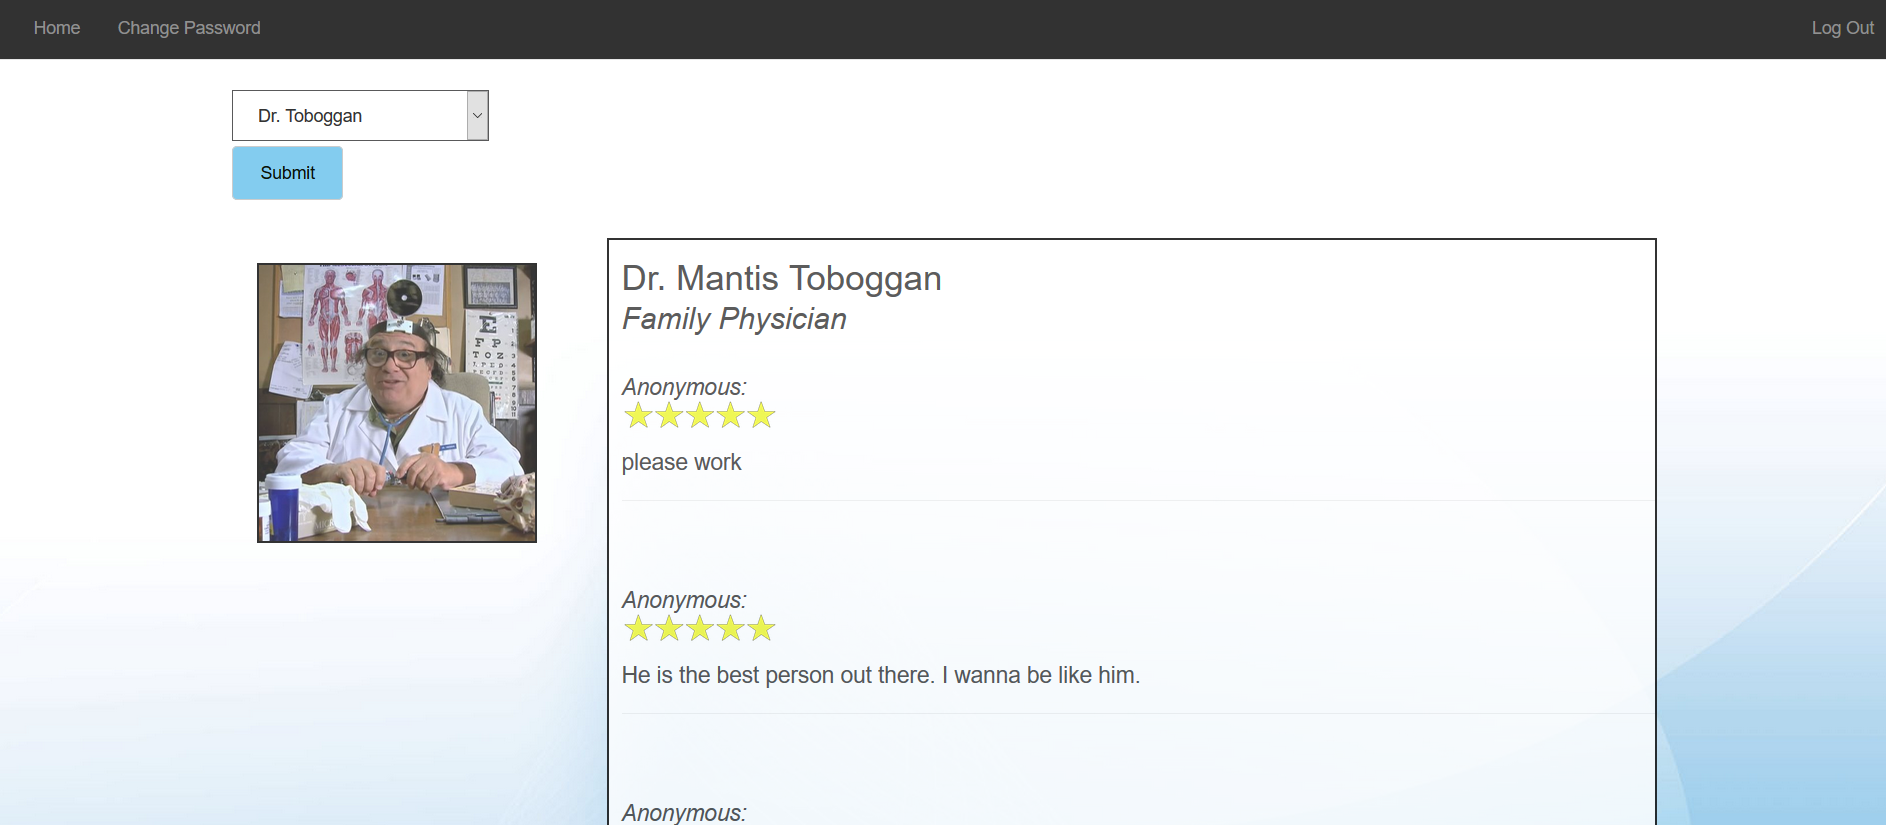 Home Change Password Log Out
Dr. Toboggan
Submit
Dr. Mantis Toboggan
Family Physician
Anonymous:
please work
Anonymous:
He is the best person out there. I wanna be like him.
Anonymous:
E
F P
T O Z
L P E D